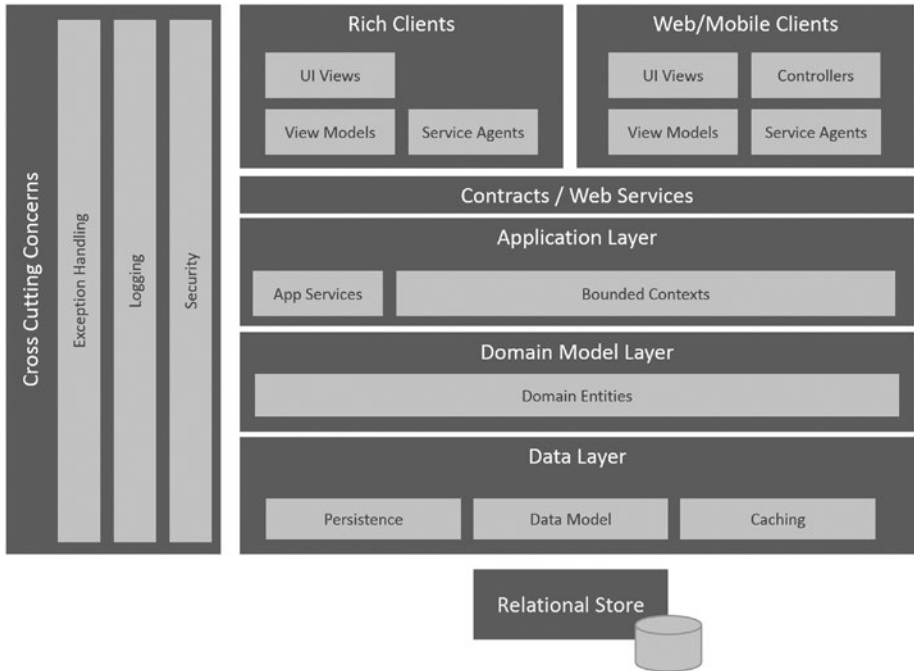 Cross Cutting Concerns
Exception Handling
Logging
Security
Rich Clients
UI Views
View Models
Service Agents
Web/Mobile Clients
UI Views
Controllers
View Models
Service Agents
Contracts / Web Services
Application Layer
App Services
Bounded Contexts
Domain Model Layer
Domain Entities
Data Layer
Persistence
Data Model
Caching
Relational Store